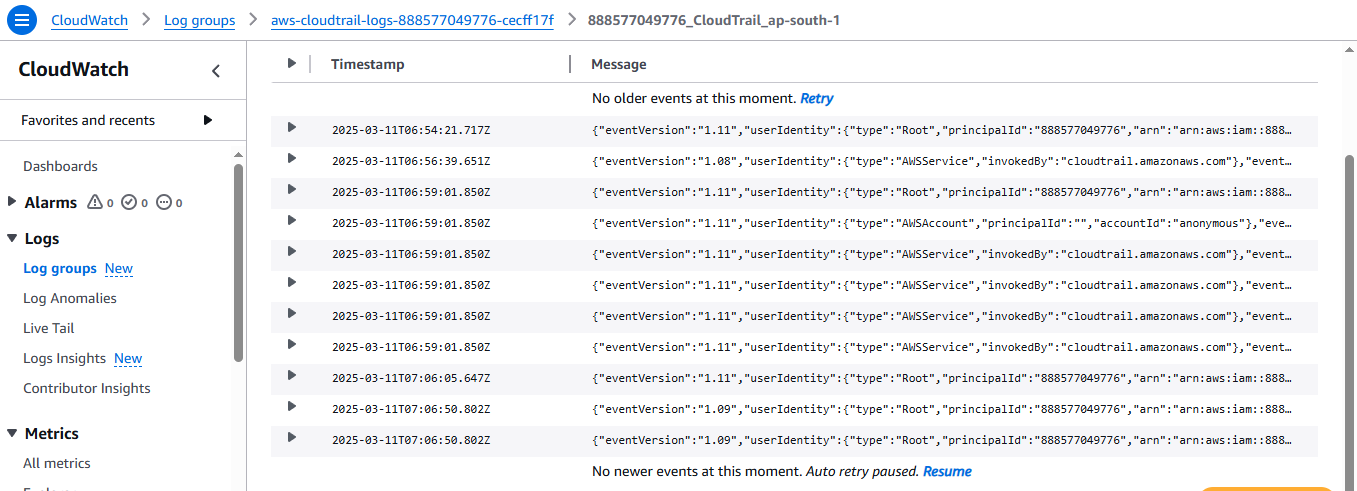 CloudWatch > Log groups > aws-cloudtrail-logs-888577049776-cecff17f > 888577049776_CloudTrail_ap-south-1
CloudWatch
Favorites and recents
Dashboards
Alarms 0 0 0
Logs
Log groups New
Log Anomalies
Live Tail
Logs Insights New
Contributor Insights
Metrics
All metrics
Timestamp Message
No older events at this moment. Retry
2025-03-11T06:54:21.717Z {"eventVersion":"1.11","userIdentity":{"type":"Root","principalId":"888577049776","arn":"arn:aws:iam::888…
2025-03-11T06:56:39.651Z {"eventVersion":"1.08","userIdentity":{"type":"AWSService","invokedBy":"cloudtrail.amazonaws.com"},"event…
2025-03-11T06:59:01.850Z {"eventVersion":"1.11","userIdentity":{"type":"Root","principalId":"888577049776","arn":"arn:aws:iam::888…
2025-03-11T06:59:01.850Z {"eventVersion":"1.11","userIdentity":{"type":"AWSAccount","principalId":"","accountId":"anonymous"},"eve…
2025-03-11T06:59:01.850Z {"eventVersion":"1.11","userIdentity":{"type":"AWSService","invokedBy":"cloudtrail.amazonaws.com"},"event…
2025-03-11T06:59:01.850Z {"eventVersion":"1.11","userIdentity":{"type":"AWSService","invokedBy":"cloudtrail.amazonaws.com"},"event…
2025-03-11T06:59:01.850Z {"eventVersion":"1.11","userIdentity":{"type":"AWSService","invokedBy":"cloudtrail.amazonaws.com"},"event…
2025-03-11T06:59:01.850Z {"eventVersion":"1.11","userIdentity":{"type":"AWSService","invokedBy":"cloudtrail.amazonaws.com"},"event…
2025-03-11T07:06:05.647Z {"eventVersion":"1.11","userIdentity":{"type":"Root","principalId":"888577049776","arn":"arn:aws:iam::888…
2025-03-11T07:06:50.802Z {"eventVersion":"1.09","userIdentity":{"type":"Root","principalId":"888577049776","arn":"arn:aws:iam::888…
2025-03-11T07:06:50.802Z {"eventVersion":"1.09","userIdentity":{"type":"Root","principalId":"888577049776","arn":"arn:aws:iam::888…
No newer events at this moment. Auto retry paused. Resume